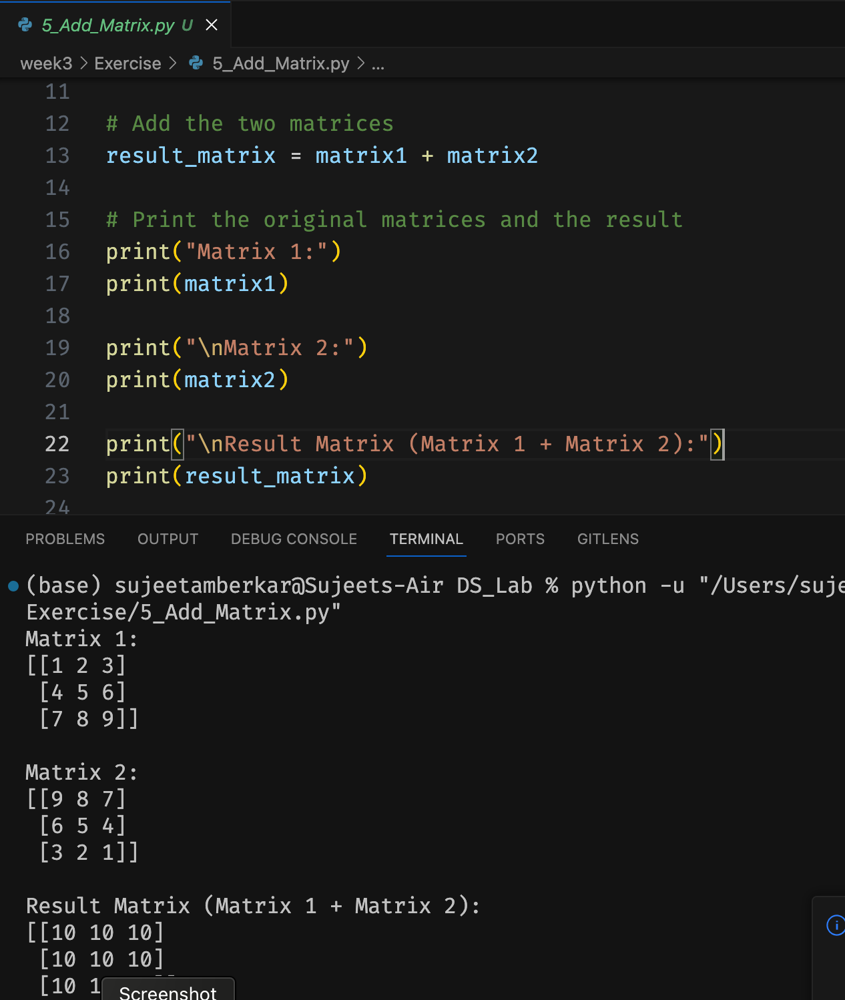 5_Add_Matrix.py U
week3 > Exercise > 5_Add_Matrix.py > ...
11
12 # Add the two matrices
13 result_matrix = matrix1 + matrix2
14
15 # Print the original matrices and the result
16 print("Matrix 1:")
17 print(matrix1)
18
19 print("\nMatrix 2:")
20 print(matrix2)
21
22 print("\nResult Matrix (Matrix 1 + Matrix 2):")
23 print(result_matrix)
24
PROBLEMS OUTPUT DEBUG CONSOLE TERMINAL PORTS GITLENS
(base) sujeetamberkar@Sujeets-Air DS_Lab % python -u "/Users/suje
Exercise/5_Add_Matrix.py"
Matrix 1:
[[1 2 3]
 [4 5 6]
 [7 8 9]]

Matrix 2:
[[9 8 7]
 [6 5 4]
 [3 2 1]]

Result Matrix (Matrix 1 + Matrix 2):
[[10 10 10]
 [10 10 10]
 [10 1
Screenshot